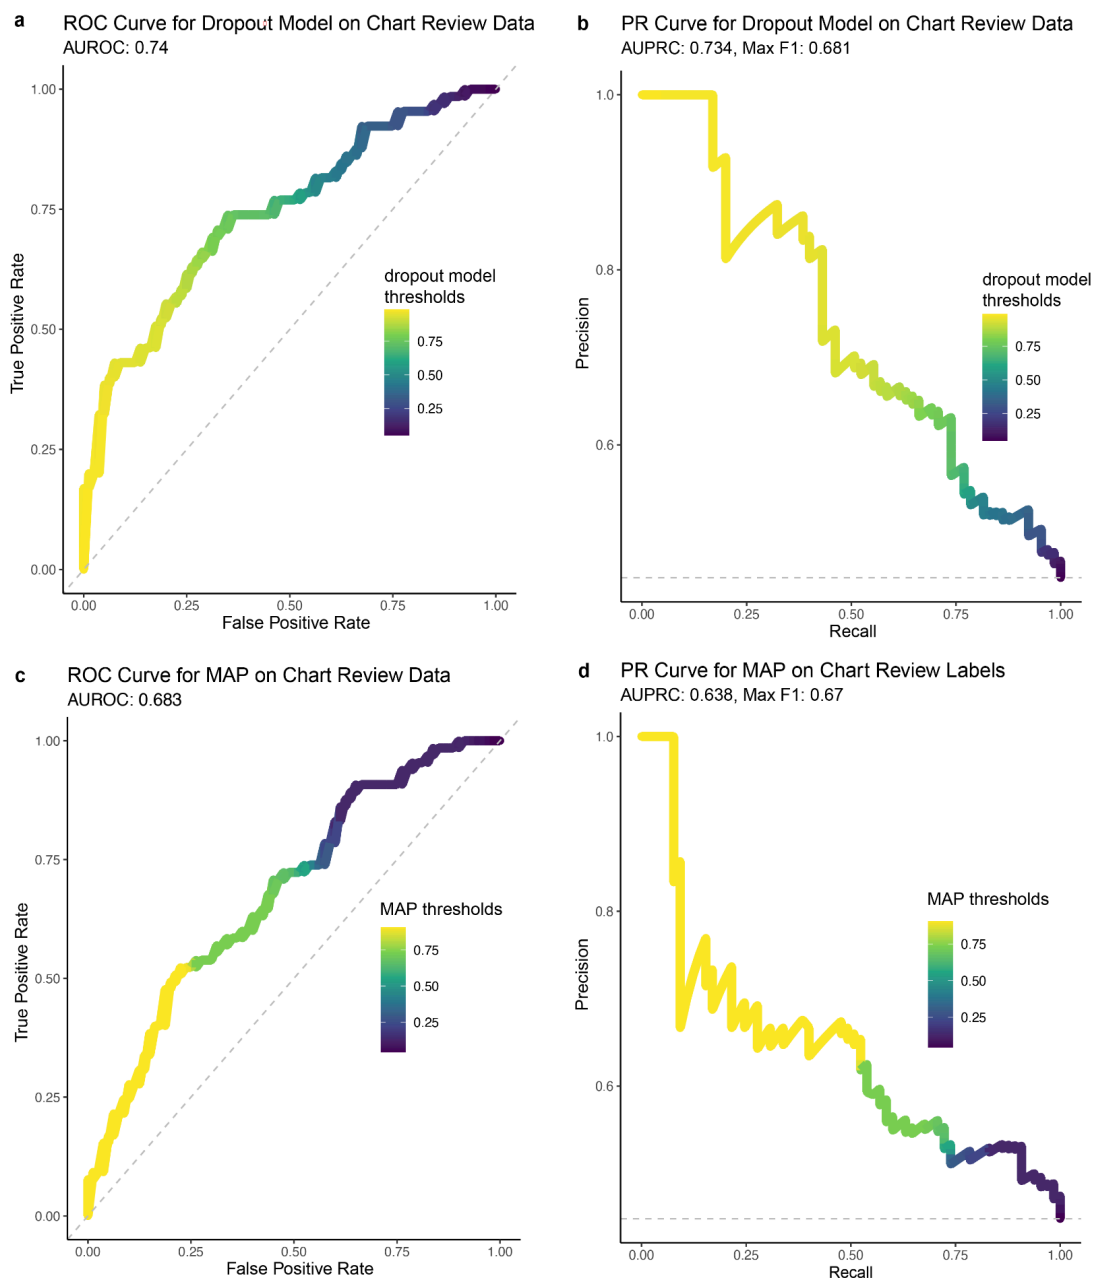 a
ROC Curve for Dropout Model on Chart Review Data
AUROC: 0.74
True Positive Rate
1.00
0.75
0.50
0.25
0.00
0.00 0.25 0.50 0.75 1.00
False Positive Rate
dropout model
thresholds
0.75
0.50
0.25
b
PR Curve for Dropout Model on Chart Review Data
AUPRC: 0.734, Max F1: 0.681
Precision
1.0
0.8
0.6
0.00 0.25 0.50 0.75 1.00
Recall
dropout model
thresholds
0.75
0.50
0.25
c
ROC Curve for MAP on Chart Review Data
AUROC: 0.683
True Positive Rate
1.00
0.75
0.50
0.25
0.00
0.00 0.25 0.50 0.75 1.00
False Positive Rate
MAP thresholds
0.75
0.50
0.25
d
PR Curve for MAP on Chart Review Labels
AUPRC: 0.638, Max F1: 0.67
Precision
1.0
0.8
0.6
0.00 0.25 0.50 0.75 1.00
Recall
MAP thresholds
0.75
0.50
0.25